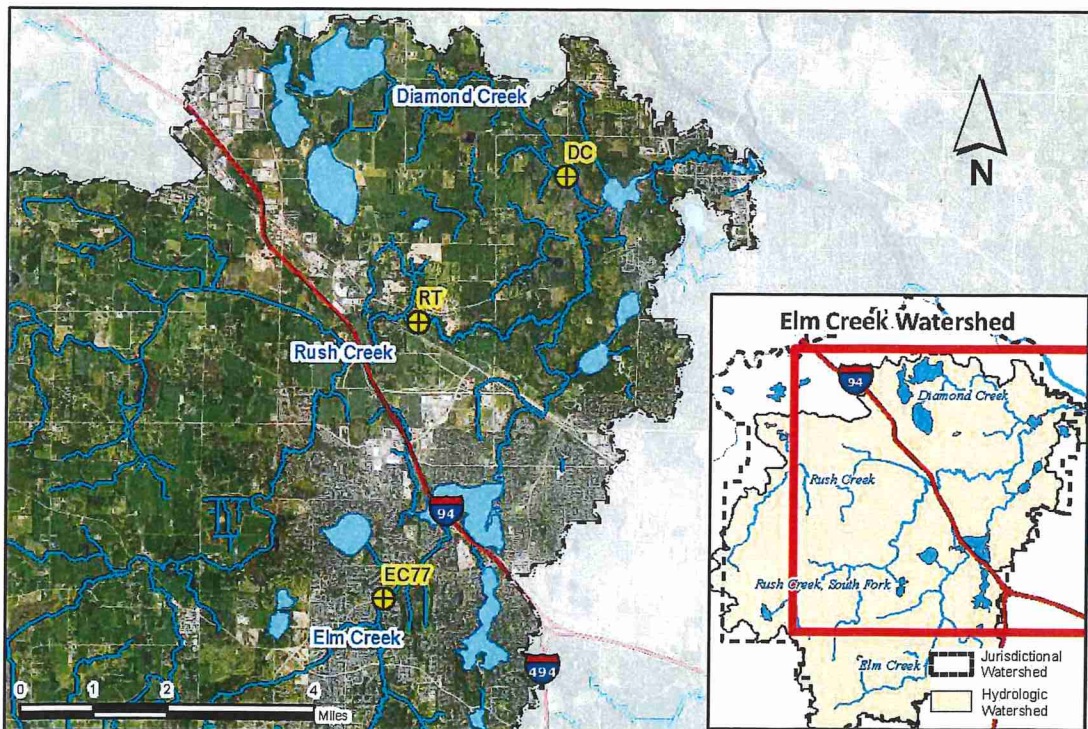 Diamond Creek
DC
N
RT
Rush Creek
94
EC77
Elm Creek
494
0 1 2 4
Miles
Elm Creek Watershed
94
Diamond Creek
Rush Creek
Rush Creek, South Fork
Elm Creek
Jurisdictional
Watershed
Hydrologic
Watershed